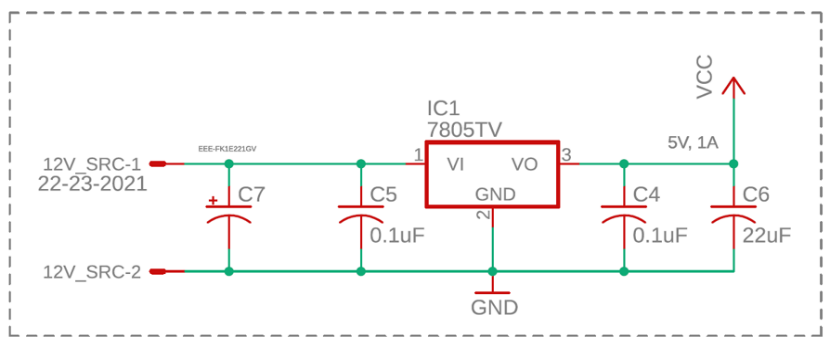 VCC
IC1
7805TV
EEE-FK1E221GV
5V, 1A
12V_SRC-1
22-23-2021
1
VI
VO
3
GND
2
+
C7
C5
0.1uF
C4
0.1uF
C6
22uF
12V_SRC-2
GND